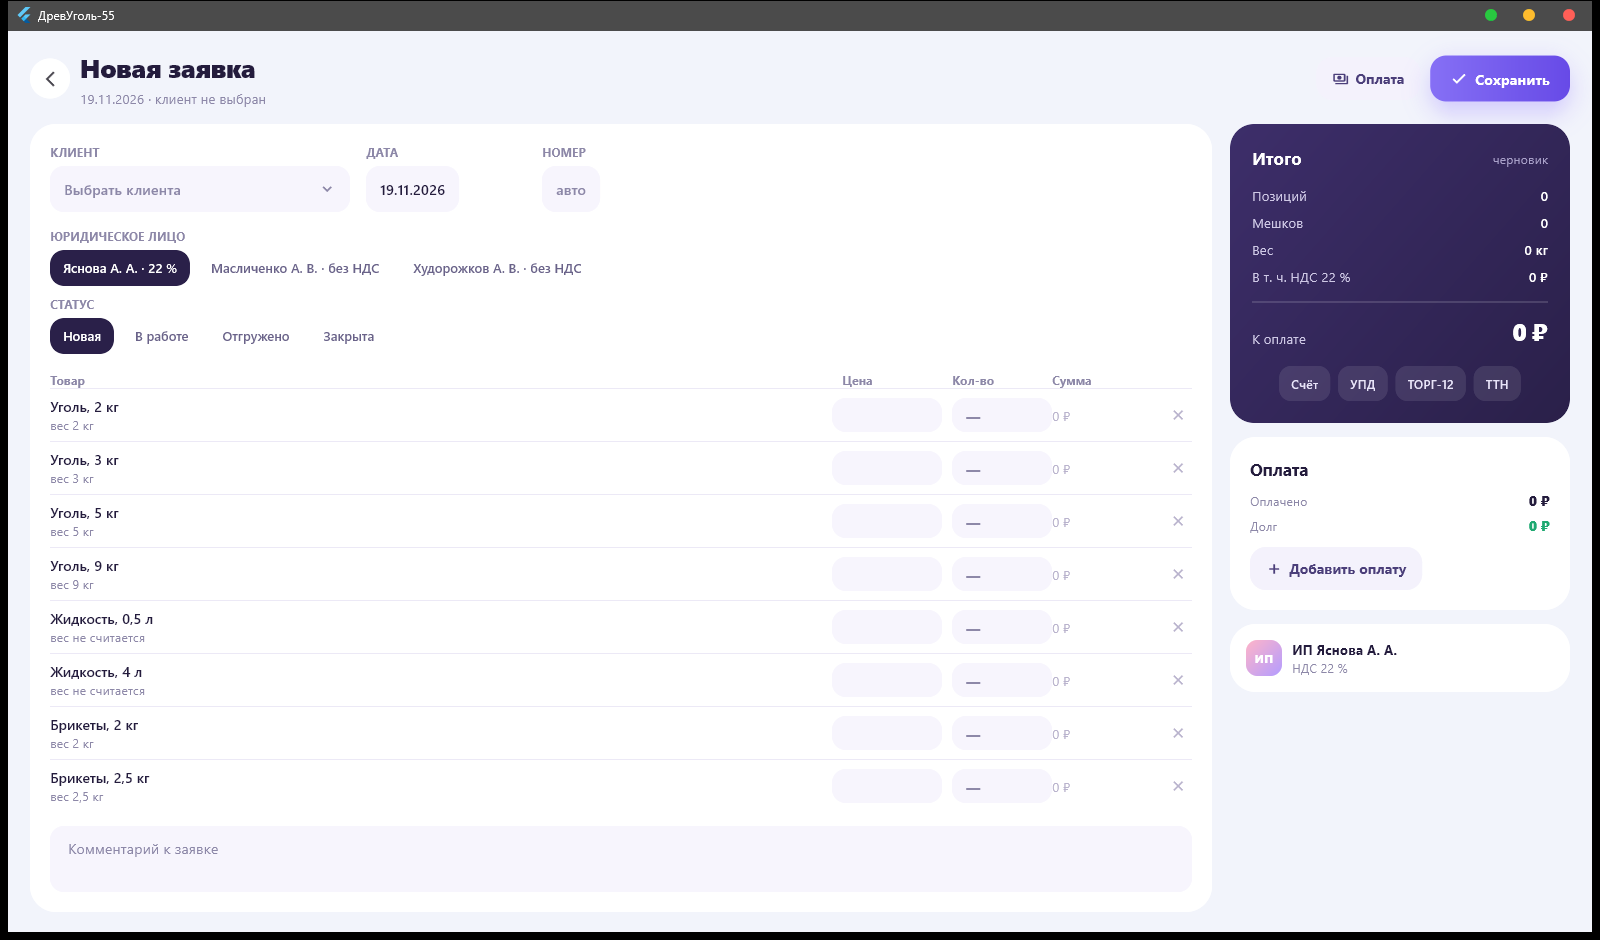 ДревУголь-55
Новая заявка
19.11.2026 · клиент не выбран
Оплата
Сохранить
КЛИЕНТ
ДАТА
НОМЕР
Выбрать клиента
19.11.2026
авто
ЮРИДИЧЕСКОЕ ЛИЦО
Яснова А. А. · 22 %
Масличенко А. В. · без НДС
Худорожков А. В. · без НДС
СТАТУС
Новая
В работе
Отгружено
Закрыта
Товар Цена Кол-во Сумма
Уголь, 2 кг
вес 2 кг
— 0 ₽
Уголь, 3 кг
вес 3 кг
— 0 ₽
Уголь, 5 кг
вес 5 кг
— 0 ₽
Уголь, 9 кг
вес 9 кг
— 0 ₽
Жидкость, 0,5 л
вес не считается
— 0 ₽
Жидкость, 4 л
вес не считается
— 0 ₽
Брикеты, 2 кг
вес 2 кг
— 0 ₽
Брикеты, 2,5 кг
вес 2,5 кг
— 0 ₽
Комментарий к заявке
Итого
черновик
Позиций 0
Мешков 0
Вес 0 кг
В т. ч. НДС 22 % 0 ₽
К оплате 0 ₽
Счёт
УПД
ТОРГ-12
ТТН
Оплата
Оплачено 0 ₽
Долг 0 ₽
+ Добавить оплату
ип
ИП Яснова А. А.
НДС 22 %